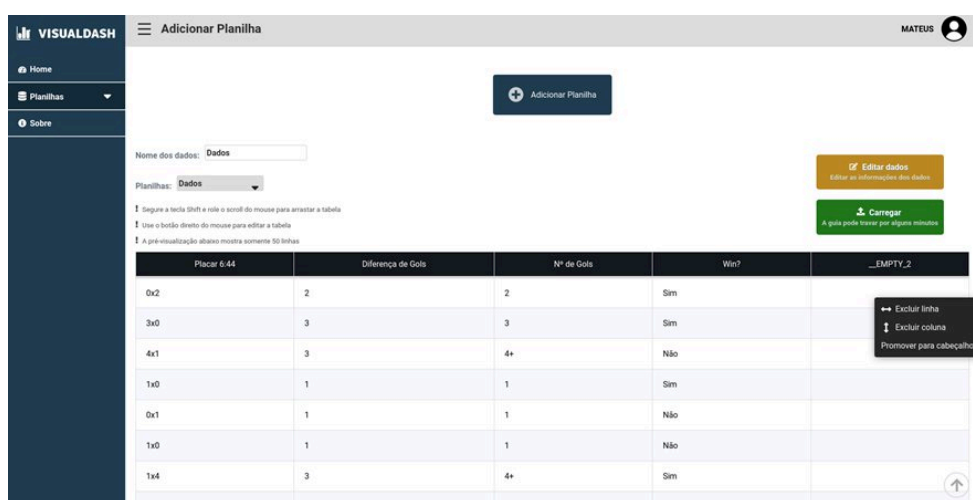 VISUALDASH
Adicionar Planilha
MATEUS
Home
Planilhas
Sobre
Adicionar Planilha
Nome dos dados: Dados
Planilhas: Dados
! Segure a tecla Shift e role o scroll do mouse para arrastar a tabela
! Use o botão direito do mouse para editar a tabela
! A pré-visualização abaixo mostra somente 50 linhas
Editar dados
Editar as informações dos dados
Carregar
A guia pode travar por alguns minutos
Placar 6:44 Diferença de Gols Nº de Gols Win? __EMPTY_2
0x2 2 2 Sim
3x0 3 3 Sim
4x1 3 4+ Não
1x0 1 1 Sim
0x1 1 1 Não
1x0 1 1 Não
1x4 3 4+ Sim
Excluir linha
Excluir coluna
Promover para cabeçalho